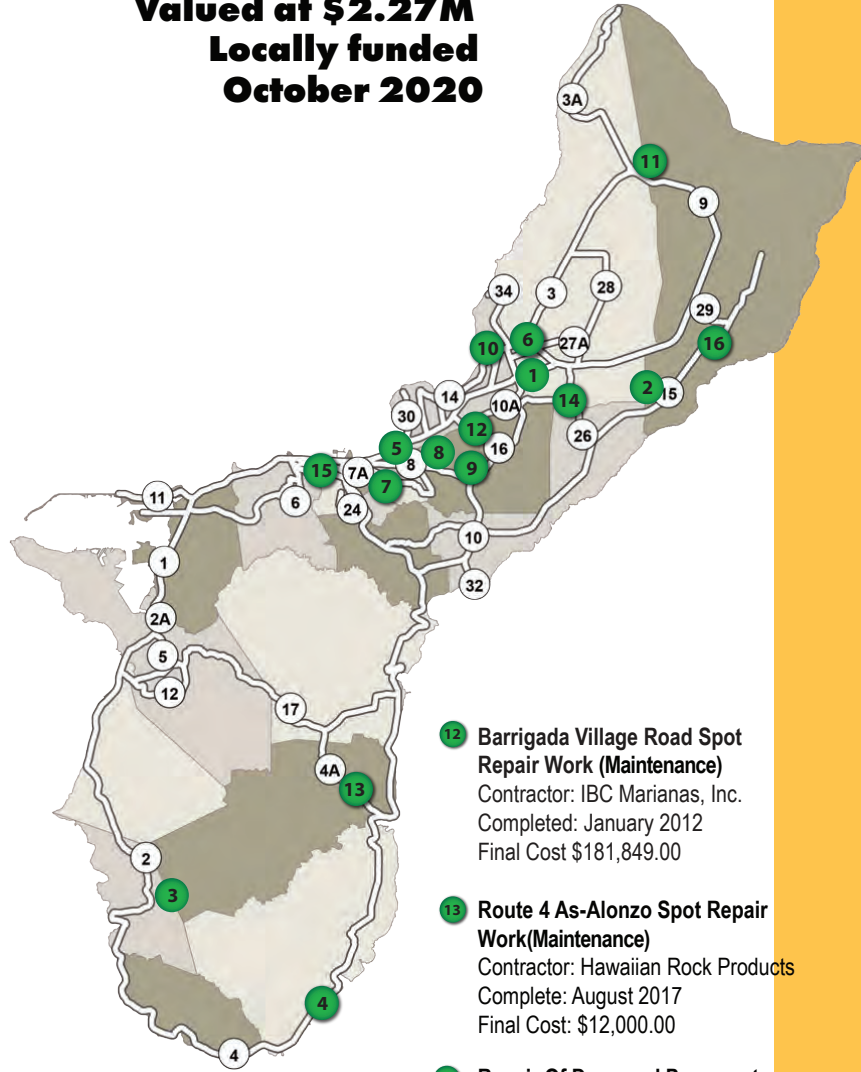 Valued at $2.27M
Locally funded
October 2020
3A
11
9
34
3
28
29
6
27A
16
10
1
2
15
14
10A
14
30
12
26
5
8
16
8
9
15
7A
7
11
6
24
10
1
32
2A
5
12
17
4A
13
2
3
4
4
12 Barrigada Village Road Spot
Repair Work (Maintenance)
Contractor: IBC Marianas, Inc.
Completed: January 2012
Final Cost $181,849.00
13 Route 4 As-Alonzo Spot Repair
Work(Maintenance)
Contractor: Hawaiian Rock Products
Complete: August 2017
Final Cost: $12,000.00